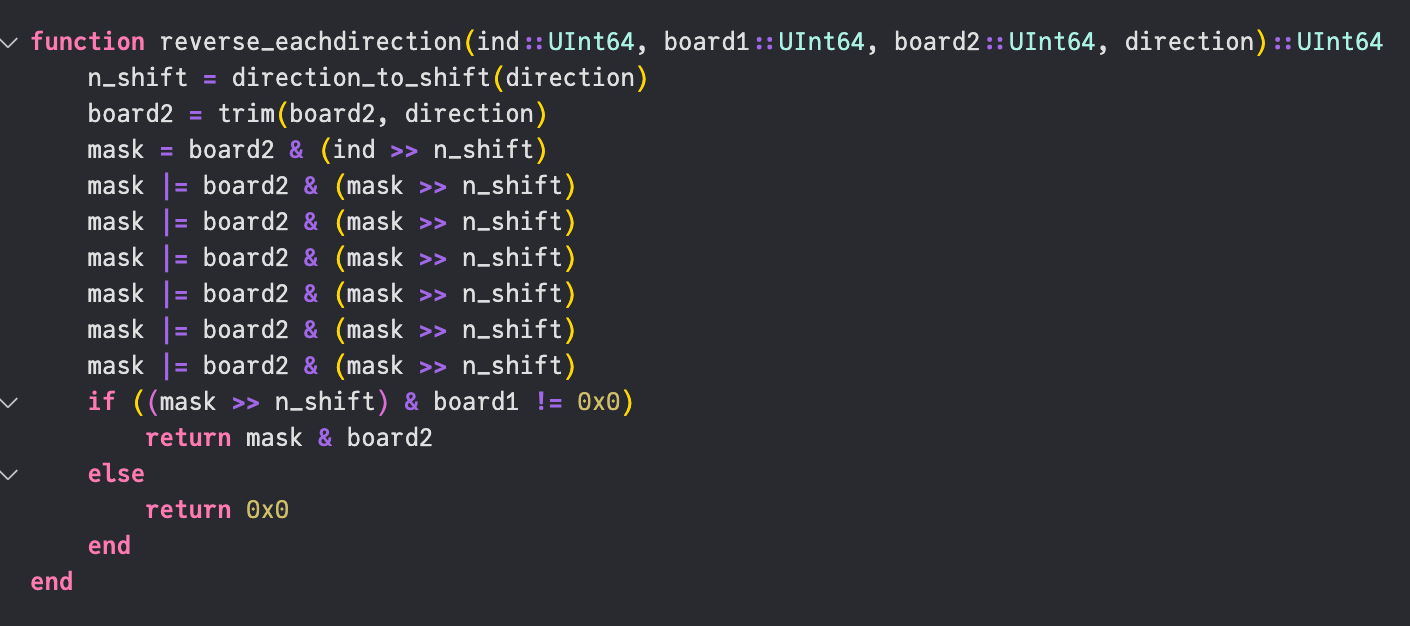 function reverse_eachdirection(ind::UInt64, board1::UInt64, board2::UInt64, direction)::UInt64
    n_shift = direction_to_shift(direction)
    board2 = trim(board2, direction)
    mask = board2 & (ind >> n_shift)
    mask |= board2 & (mask >> n_shift)
    mask |= board2 & (mask >> n_shift)
    mask |= board2 & (mask >> n_shift)
    mask |= board2 & (mask >> n_shift)
    mask |= board2 & (mask >> n_shift)
    mask |= board2 & (mask >> n_shift)
    if ((mask >> n_shift) & board1 != 0x0)
        return mask & board2
    else
        return 0x0
    end
end